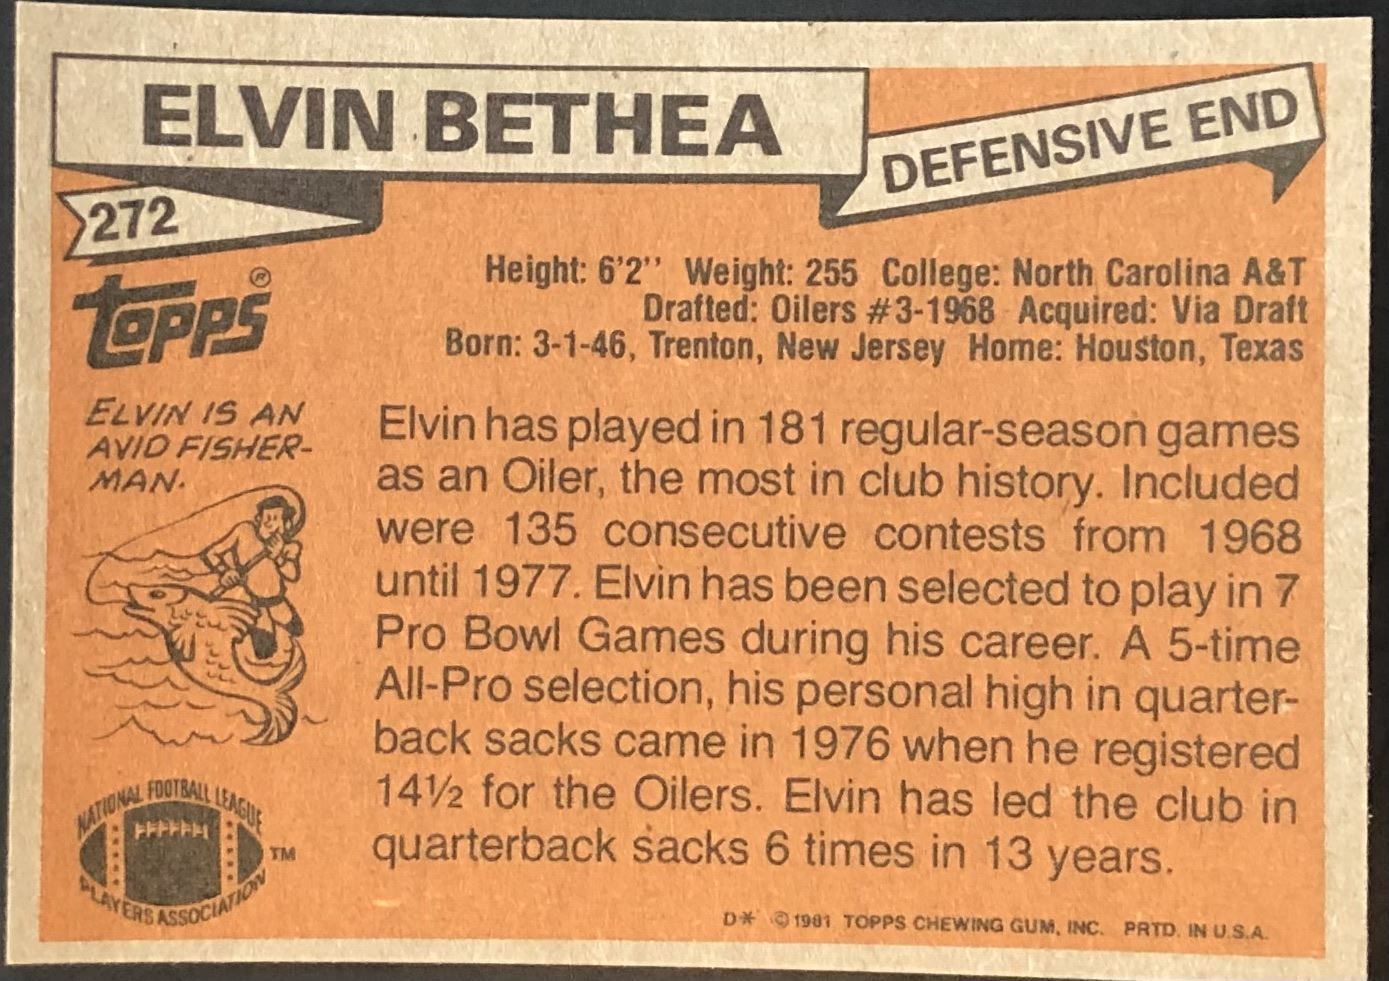 ELVIN BETHEA
DEFENSIVE END
272
TOPPS®
Height: 6'2'' Weight: 255 College: North Carolina A&T
Drafted: Oilers #3-1968 Acquired: Via Draft
Born: 3-1-46, Trenton, New Jersey Home: Houston, Texas
ELVIN IS AN
AVID FISHER-
MAN.
Elvin has played in 181 regular-season games
as an Oiler, the most in club history. Included
were 135 consecutive contests from 1968
until 1977. Elvin has been selected to play in 7
Pro Bowl Games during his career. A 5-time
All-Pro selection, his personal high in quarter-
back sacks came in 1976 when he registered
14½ for the Oilers. Elvin has led the club in
quarterback sacks 6 times in 13 years.
NATIONAL FOOTBALL LEAGUE
PLAYERS ASSOCIATION
TM
D* ©1981 TOPPS CHEWING GUM, INC. PRTD. IN U.S.A.